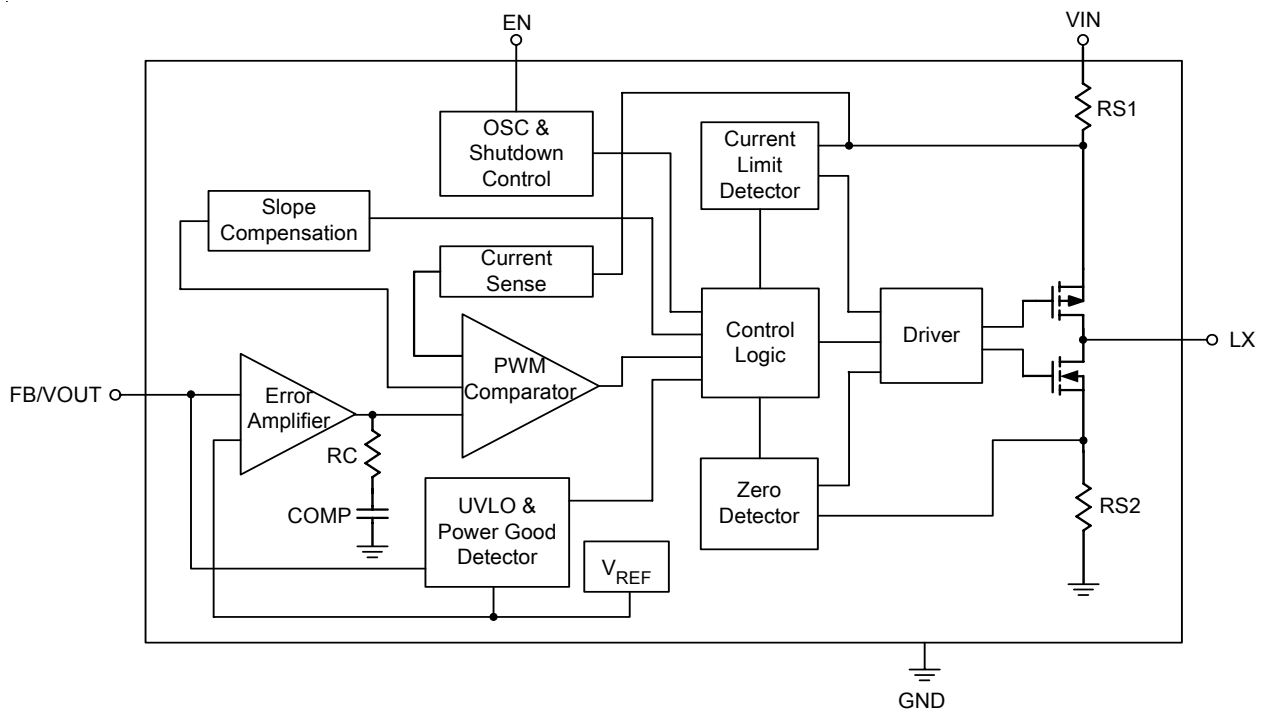 EN
VIN
RS1
OSC &
Shutdown
Control
Current
Limit
Detector
Slope
Compensation
Current
Sense
Control
Logic
Driver
LX
PWM
Comparator
FB/VOUT
Error
Amplifier
RC
COMP
UVLO &
Power Good
Detector
Zero
Detector
RS2
VREF
GND